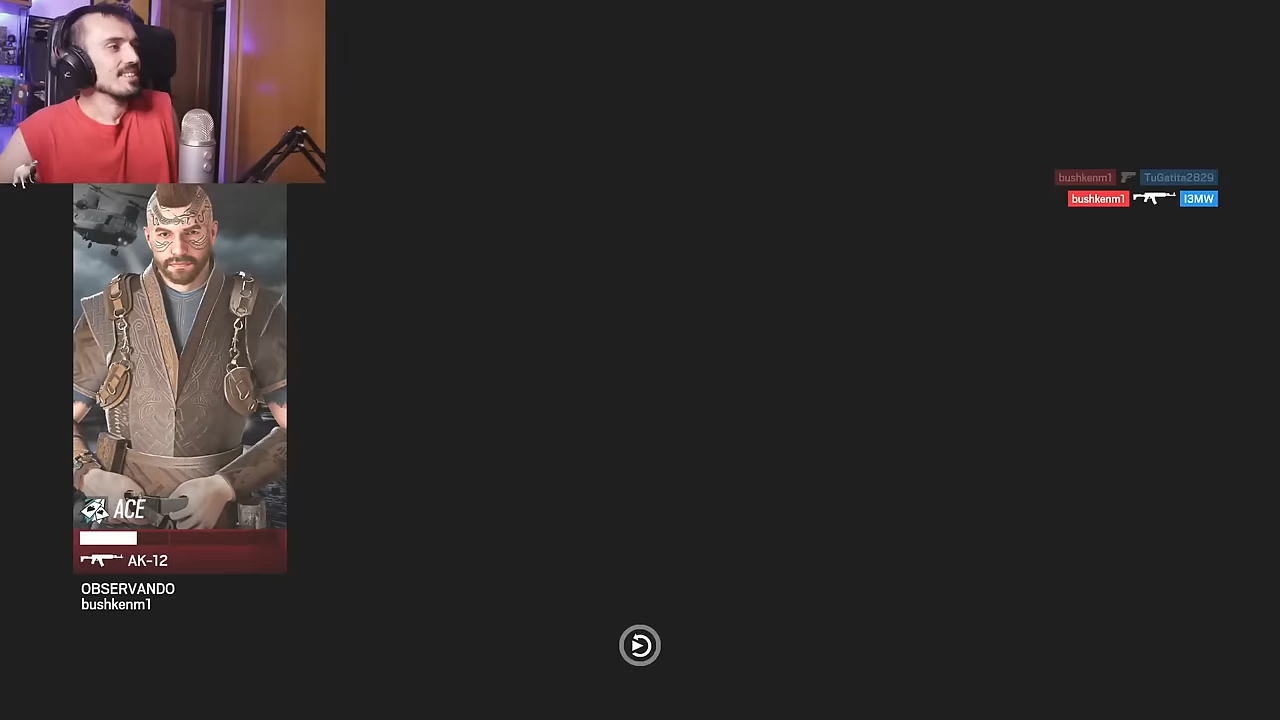 bushkenm1 TuGatita2829
bushkenm1 I3MW
ACE
AK-12
OBSERVANDO
bushkenm1